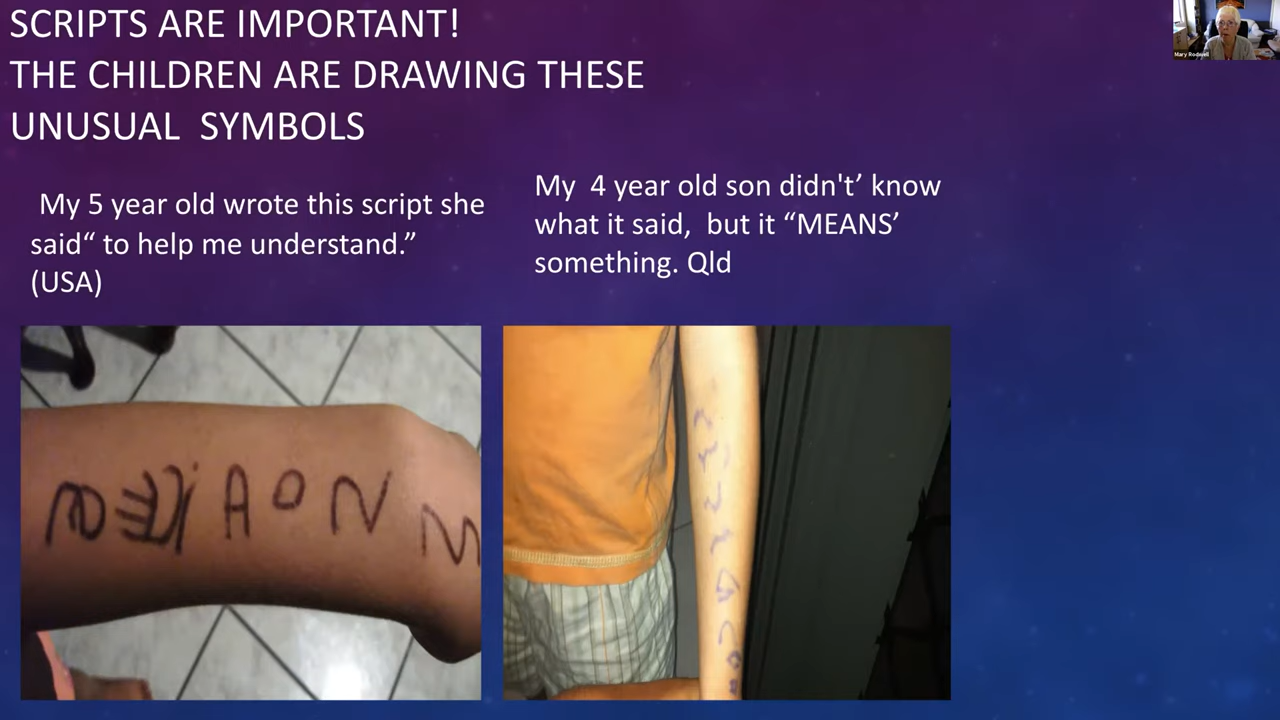 SCRIPTS ARE IMPORTANT!
THE CHILDREN ARE DRAWING THESE
UNUSUAL SYMBOLS
My 5 year old wrote this script she
said“ to help me understand.”
(USA)
My 4 year old son didn't’ know
what it said, but it “MEANS’
something. Qld
Mary Rodwell